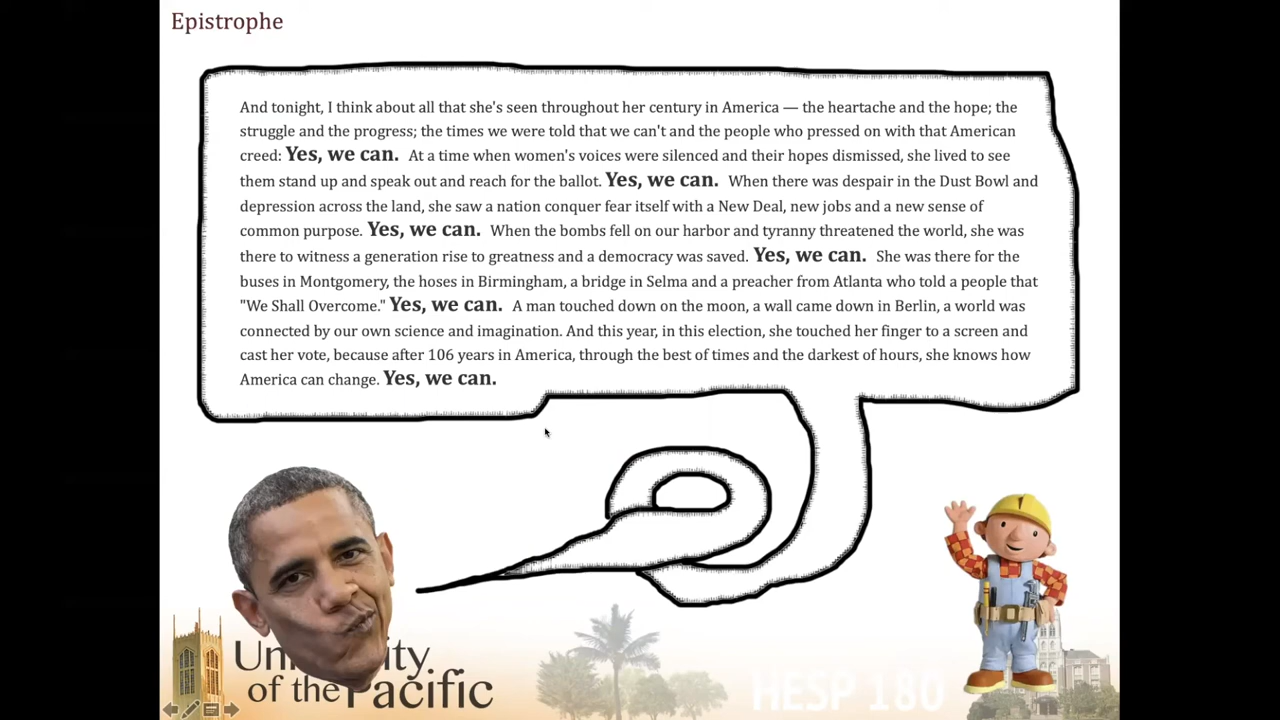 Epistrophe
And tonight, I think about all that she's seen throughout her century in America — the heartache and the hope; the
struggle and the progress; the times we were told that we can't and the people who pressed on with that American
creed: Yes, we can. At a time when women's voices were silenced and their hopes dismissed, she lived to see
them stand up and speak out and reach for the ballot. Yes, we can. When there was despair in the Dust Bowl and
depression across the land, she saw a nation conquer fear itself with a New Deal, new jobs and a new sense of
common purpose. Yes, we can. When the bombs fell on our harbor and tyranny threatened the world, she was
there to witness a generation rise to greatness and a democracy was saved. Yes, we can. She was there for the
buses in Montgomery, the hoses in Birmingham, a bridge in Selma and a preacher from Atlanta who told a people that
"We Shall Overcome." Yes, we can. A man touched down on the moon, a wall came down in Berlin, a world was
connected by our own science and imagination. And this year, in this election, she touched her finger to a screen and
cast her vote, because after 106 years in America, through the best of times and the darkest of hours, she knows how
America can change. Yes, we can.
of the Pacific
HESP 180